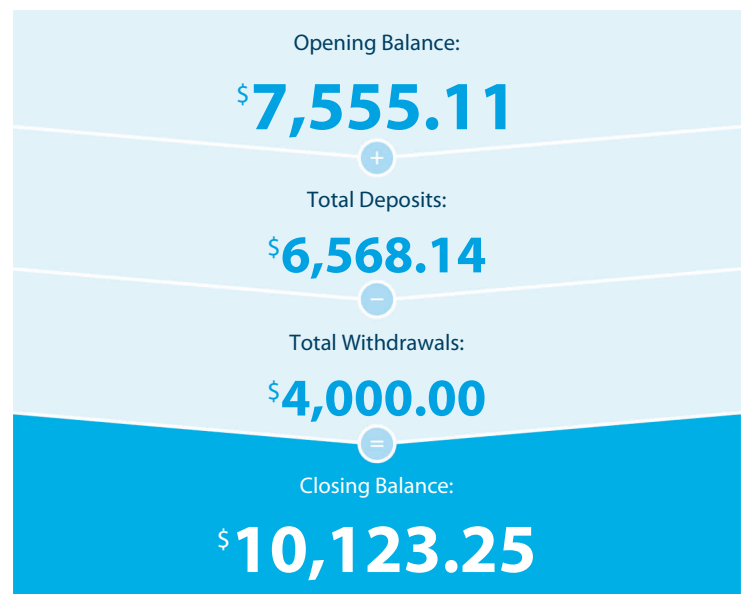 Opening Balance:
$7,555.11
+
Total Deposits:
$6,568.14
−
Total Withdrawals:
$4,000.00
=
Closing Balance:
$10,123.25